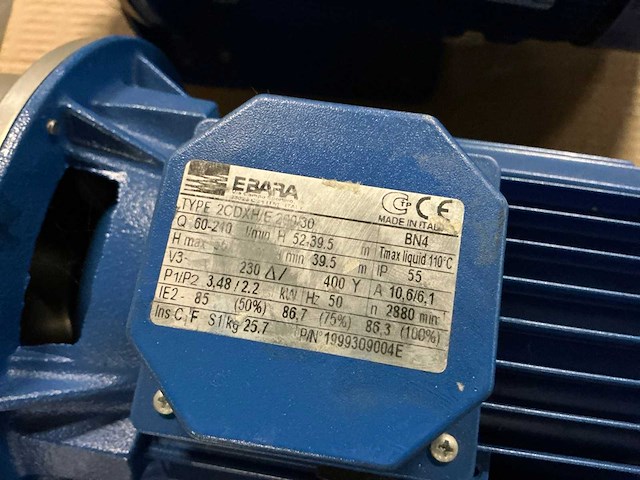 EBARA
MADE IN ITALY
TYPE 2CDXH/E 30 BN4
Q 60-210 l/min H 52-39.5 m Tmax liquid 110°C
H max min 39.5 m IP 55
V3~ 230 Δ/ 400 Y A 10,6/6,1
P1/P2 3,48/2.2 kW Hz 50 n 2880 min
IE2 - 85 (50%) 86,7 (75%) 86.3 (100%)
Ins Cl F S1 kg 25.7 P/N° 1999309004E